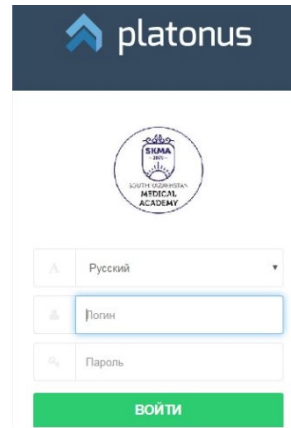 platonus
SKMA
SOUTH KAZAKHSTAN
MEDICAL
ACADEMY
Русский
Логин
Пароль
ВОЙТИ